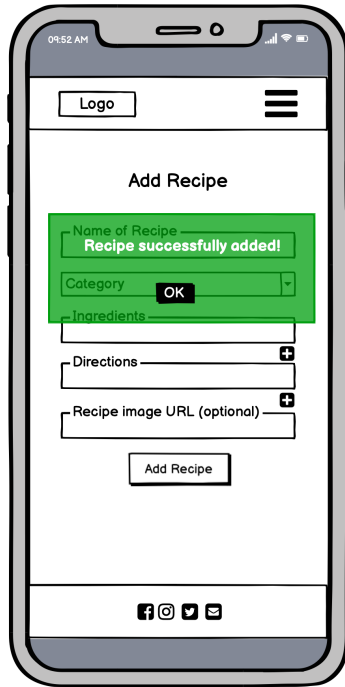 09:52 AM
Logo
Add Recipe
Name of Recipe
Recipe successfully added!
Category
OK
Ingredients
Directions
Recipe image URL (optional)
Add Recipe